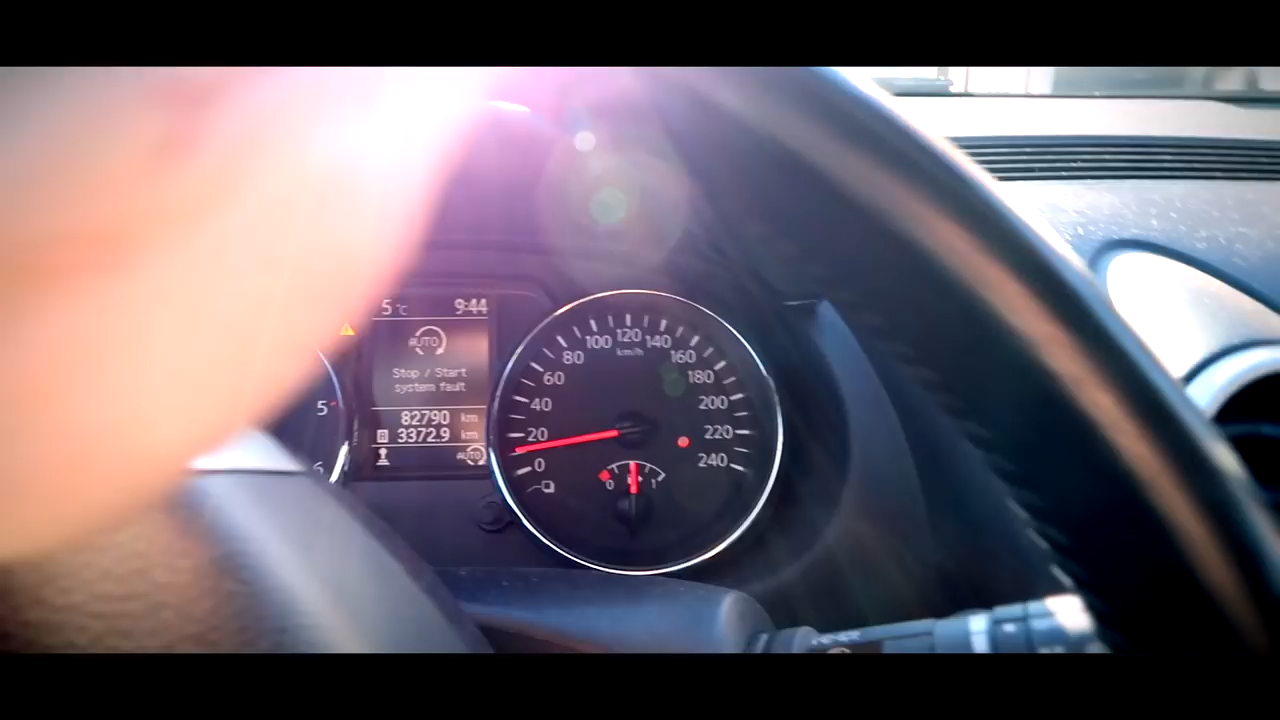 5 °C 9:44
AUTO
Stop / Start
system fault
82790 km
B 3372.9 km
AUTO
5
6
0
20
40
60
80
100
120
140
160
180
200
220
240
km/h
0 1